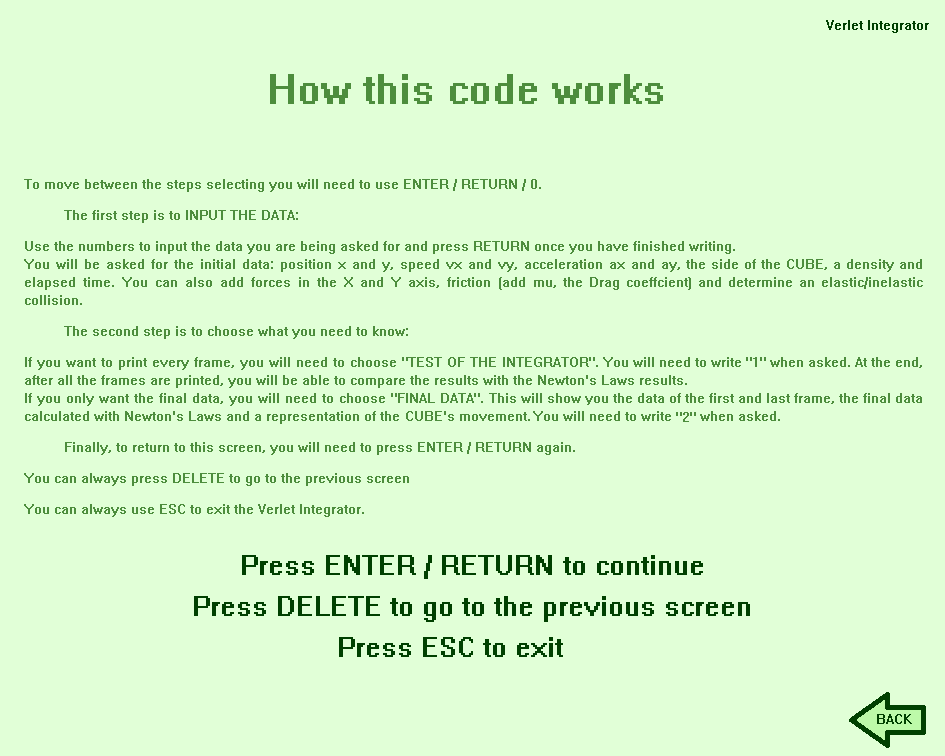 Verlet Integrator
How this code works
To move between the steps selecting you will need to use ENTER / RETURN / 0.
The first step is to INPUT THE DATA:
Use the numbers to input the data you are being asked for and press RETURN once you have finished writing.
You will be asked for the initial data: position x and y, speed vx and vy, acceleration ax and ay, the side of the CUBE, a density and
elapsed time. You can also add forces in the X and Y axis, friction (add mu, the Drag coeffcient) and determine an elastic/inelastic
collision.
The second step is to choose what you need to know:
If you want to print every frame, you will need to choose "TEST OF THE INTEGRATOR". You will need to write "1" when asked. At the end,
after all the frames are printed, you will be able to compare the results with the Newton's Laws results.
If you only want the final data, you will need to choose "FINAL DATA". This will show you the data of the first and last frame, the final data
calculated with Newton's Laws and a representation of the CUBE's movement. You will need to write "2" when asked.
Finally, to return to this screen, you will need to press ENTER / RETURN again.
You can always press DELETE to go to the previous screen
You can always use ESC to exit the Verlet Integrator.
Press ENTER / RETURN to continue
Press DELETE to go to the previous screen
Press ESC to exit
BACK